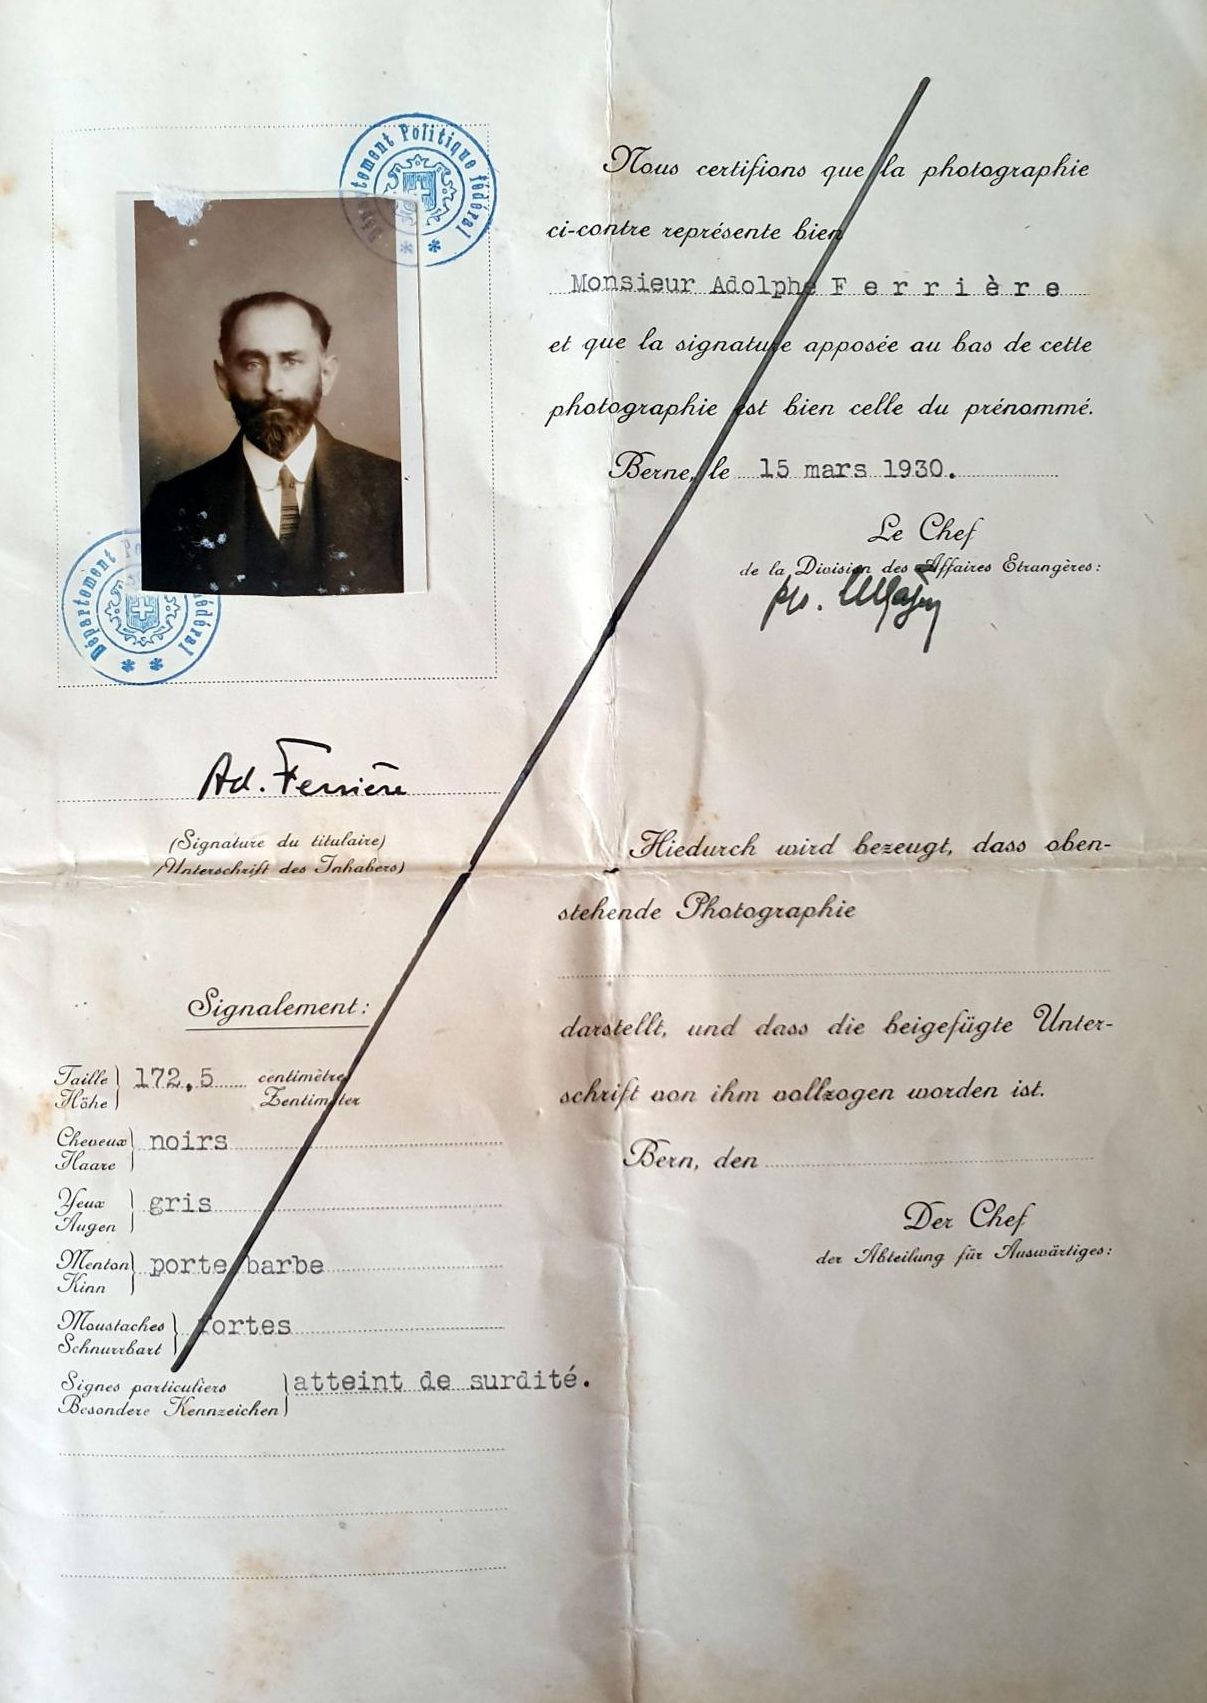 Département Politique fédéral
Nous certifions que la photographie
ci-contre représente bien
Monsieur Adolphe Ferrière
et que la signature apposée au bas de cette
photographie est bien celle du prénommé.
Berne, le 15 mars 1930.
Le Chef
de la Division des Affaires Etrangères:
Département Politique fédéral
Ad. Ferrière
(Signature du titulaire)
(Unterschrift des Inhabers)
Hiedurch wird bezeugt, dass oben-
stehende Photographie
darstellt, und dass die beigefügte Unter-
schrift von ihm vollzogen worden ist.
Bern, den
Der Chef
der Abteilung für Auswärtiges:
Signalement:
Taille 172,5 centimètres
Höhe Zentimeter
Cheveux noirs
Haare
Yeux gris
Augen
Menton porte barbe
Kinn
Moustaches fortes
Schnurrbart
Signes particuliers atteint de surdité.
Besondere Kennzeichen